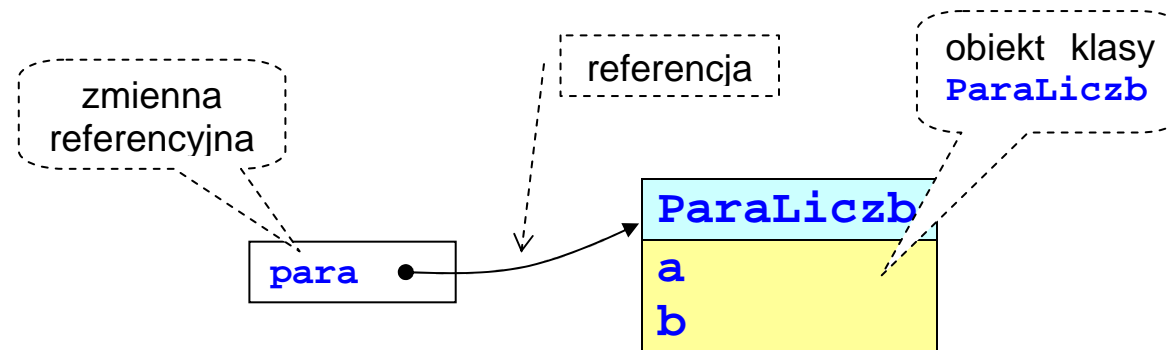 zmienna
referencyjna
referencja
obiekt klasy
ParaLiczb
para
ParaLiczb
a
b